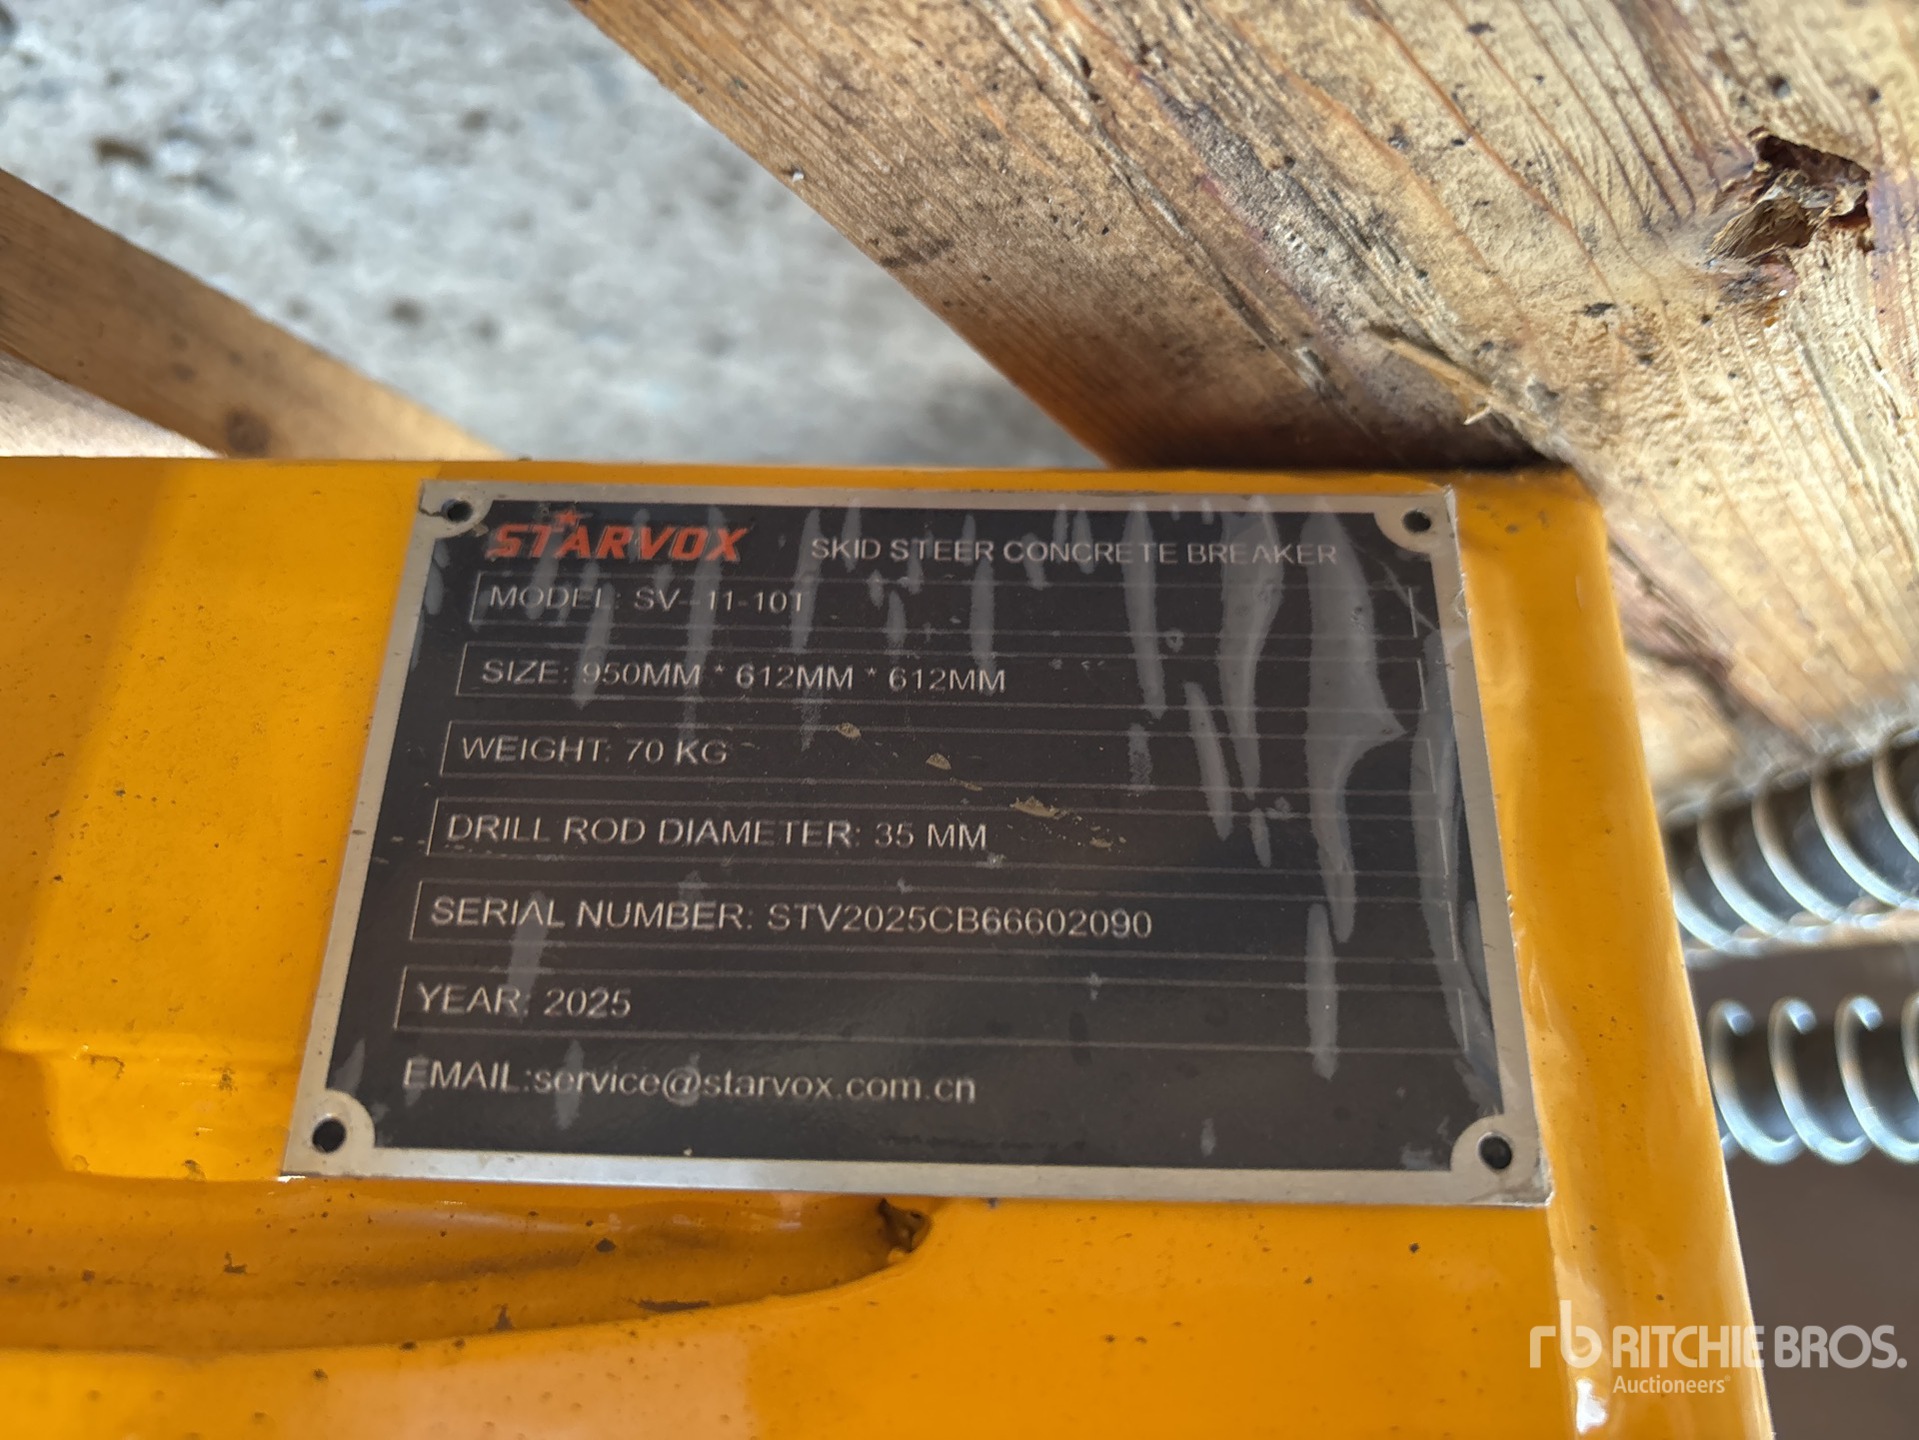 STARVOX SKID STEER CONCRETE BREAKER
MODEL: SV--11-101
SIZE: 950MM * 612MM * 612MM
WEIGHT: 70 KG
DRILL ROD DIAMETER: 35 MM
SERIAL NUMBER: STV2025CB66602090
YEAR: 2025
EMAIL:service@starvox.com.cn
rb RITCHIE BROS.
Auctioneers